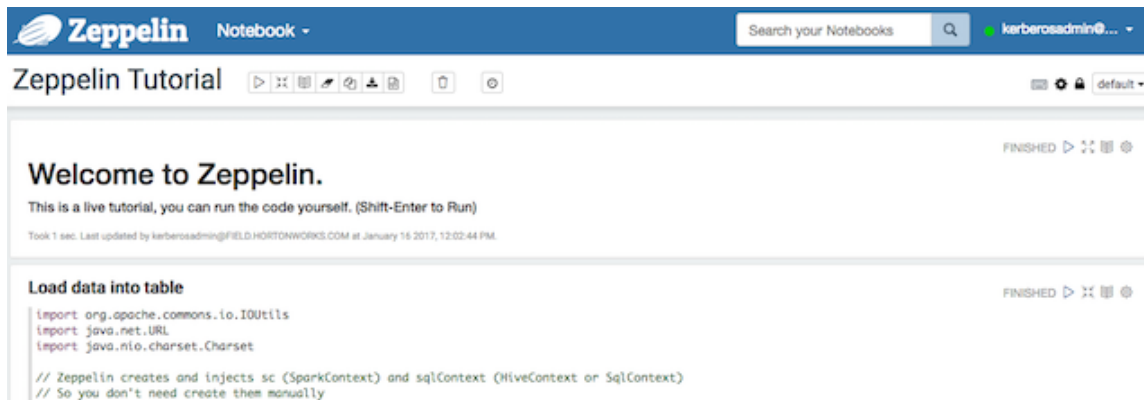 Zeppelin Notebook Search your Notebooks kerberosadmin@...
Zeppelin Tutorial default
FINISHED
Welcome to Zeppelin.
This is a live tutorial, you can run the code yourself. (Shift-Enter to Run)
Took 1 sec. Last updated by kerberosadmin@FIELD.HORTONWORKS.COM at January 16 2017, 12:02:44 PM.
Load data into table FINISHED
import org.apache.commons.io.IOUtils
import java.net.URL
import java.nio.charset.Charset
// Zeppelin creates and injects sc (SparkContext) and sqlContext (HiveContext or SqlContext)
// So you don't need create them manually